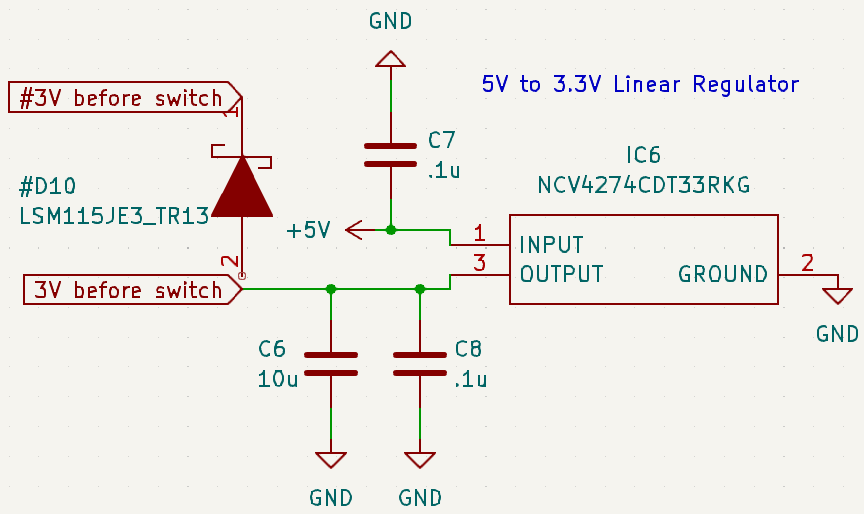 GND
5V to 3.3V Linear Regulator
#3V before switch
1
C7
.1u
IC6
NCV4274CDT33RKG
#D10
LSM115JE3_TR13
+5V
1
INPUT
2
3
OUTPUT
GROUND
2
3V before switch
GND
C6
10u
C8
.1u
GND
GND